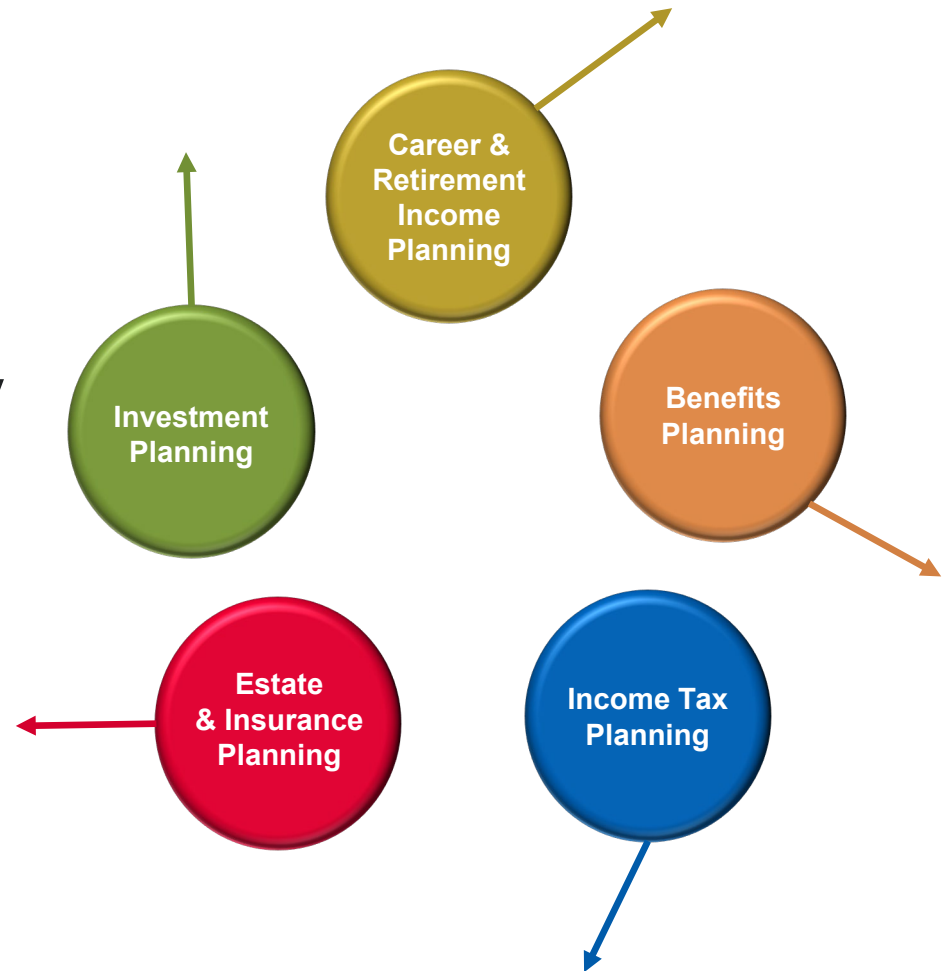 Career &
Retirement
Income
Planning
Investment
Planning
Benefits
Planning
Estate
& Insurance
Planning
Income Tax
Planning